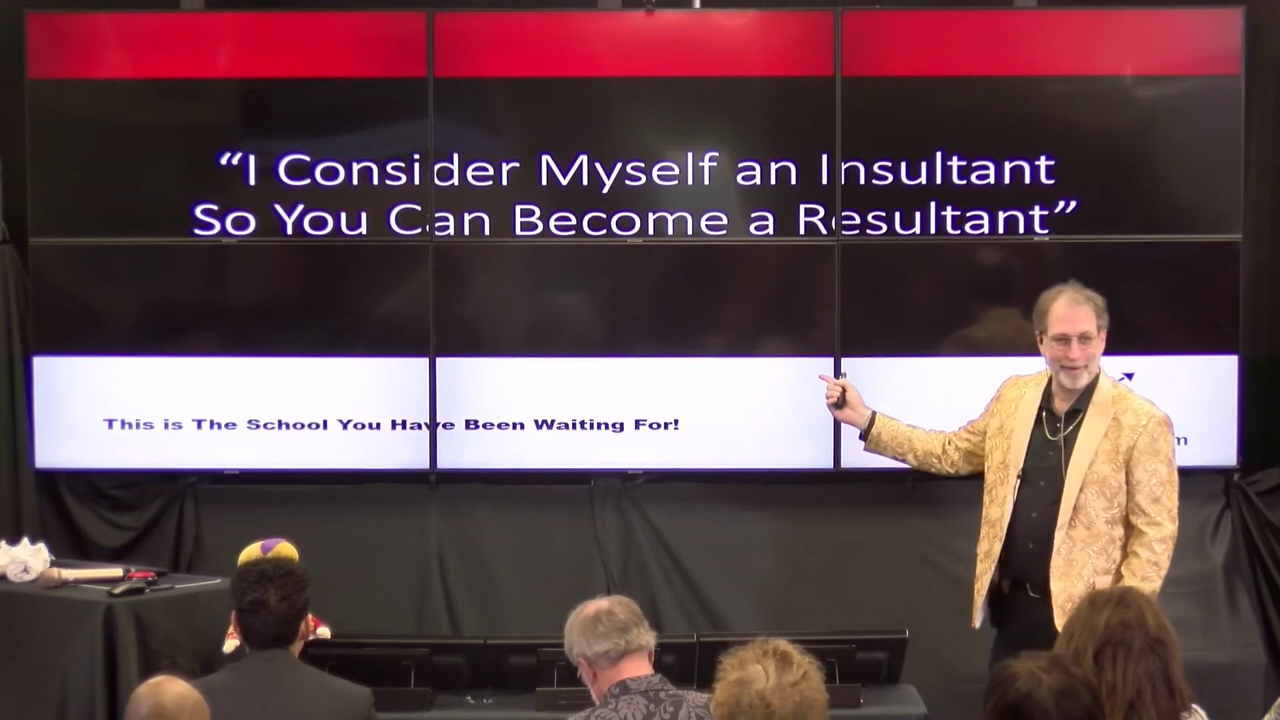 “I Consider Myself an Insultant
So You Can Become a Resultant”
This is The School You Have Been Waiting For!